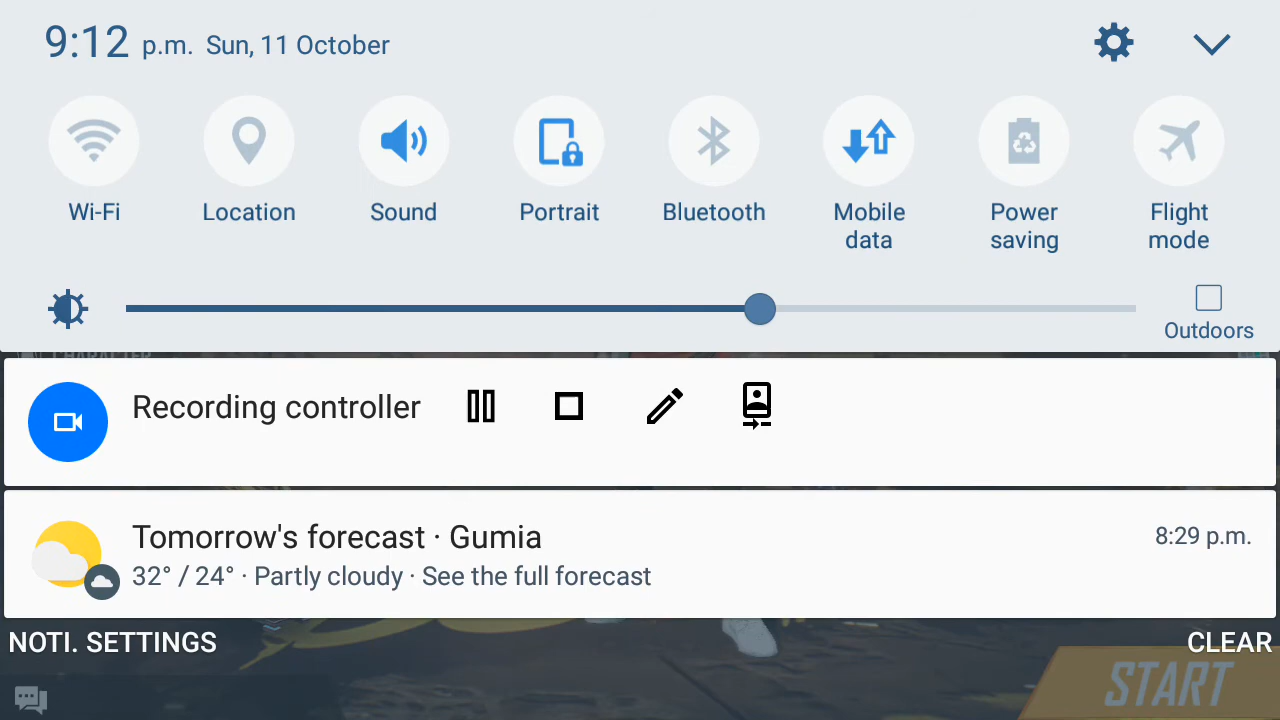 9:12 p.m. Sun, 11 October
Wi-Fi
Location
Sound
Portrait
Bluetooth
Mobile
data
Power
saving
Flight
mode
Outdoors
CHARACTER
Recording controller
Tomorrow's forecast · Gumia
8:29 p.m.
32° / 24° · Partly cloudy · See the full forecast
NOTI. SETTINGS
CLEAR
START